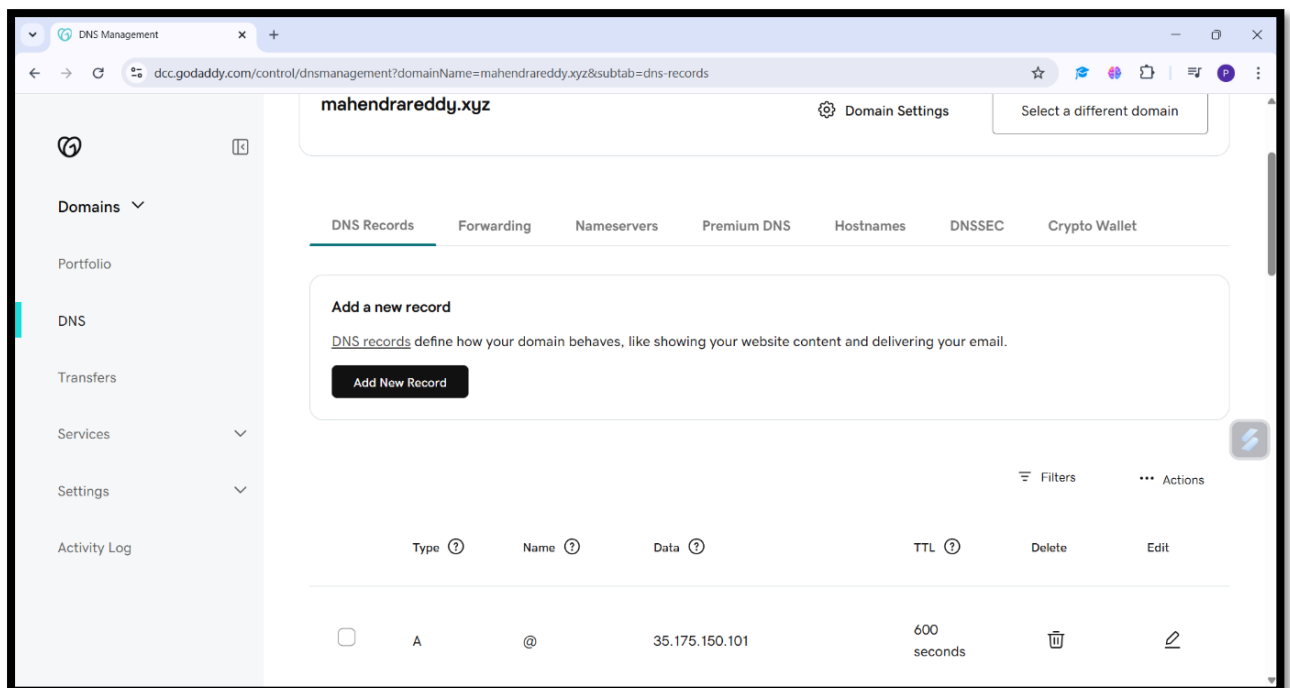 DNS Management
dcc.godaddy.com/control/dnsmanagement?domainName=mahendrareddy.xyz&subtab=dns-records
P
mahendrareddy.xyz
Domain Settings
Select a different domain
Domains
Portfolio
DNS
Transfers
Services
Settings
Activity Log
DNS Records Forwarding Nameservers Premium DNS Hostnames DNSSEC Crypto Wallet
Add a new record
DNS records define how your domain behaves, like showing your website content and delivering your email.
Add New Record
Filters ••• Actions
Type ? Name ? Data ? TTL ? Delete Edit
A @ 35.175.150.101 600
seconds